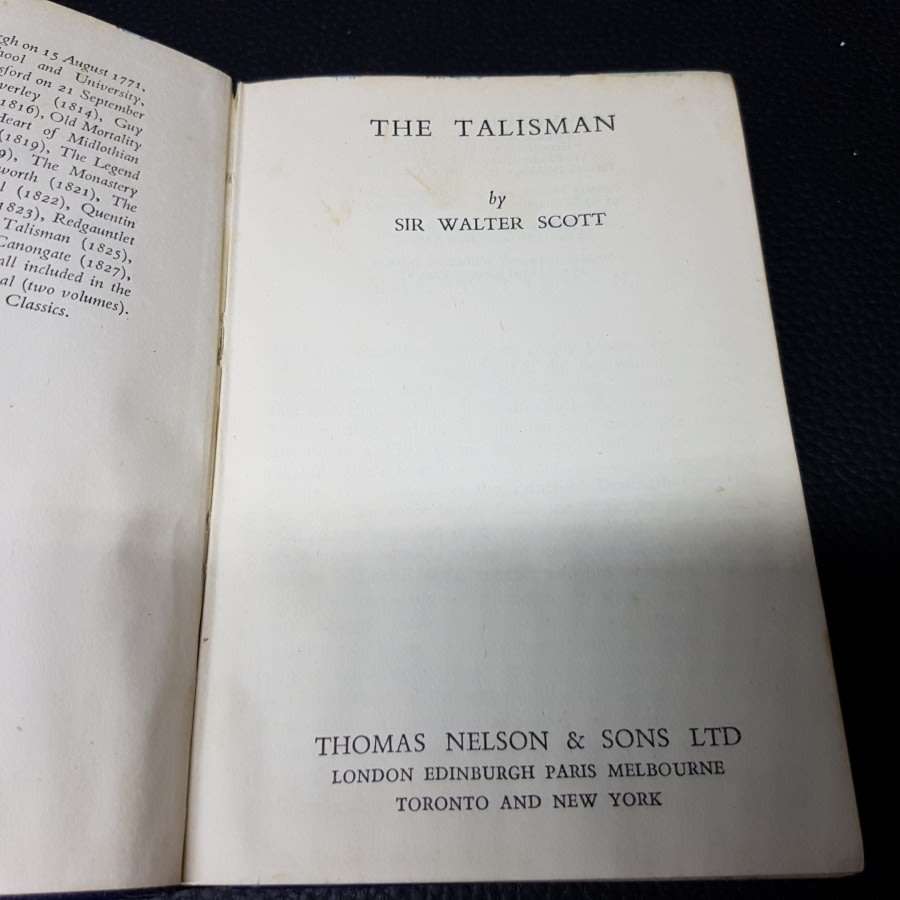 rgh on 15 August 1771,
hool and University,
sford on 21 September
verley (1814), Guy
1816), Old Mortality
Heart of Midlothian
(1819), The Legend
9), The Monastery
worth (1821), The
l (1822), Quentin
1823), Redgauntlet
Talisman (1825),
Canongate (1827),
all included in the
al (two volumes).
Classics.
THE TALISMAN
by
SIR WALTER SCOTT
THOMAS NELSON & SONS LTD
LONDON EDINBURGH PARIS MELBOURNE
TORONTO AND NEW YORK